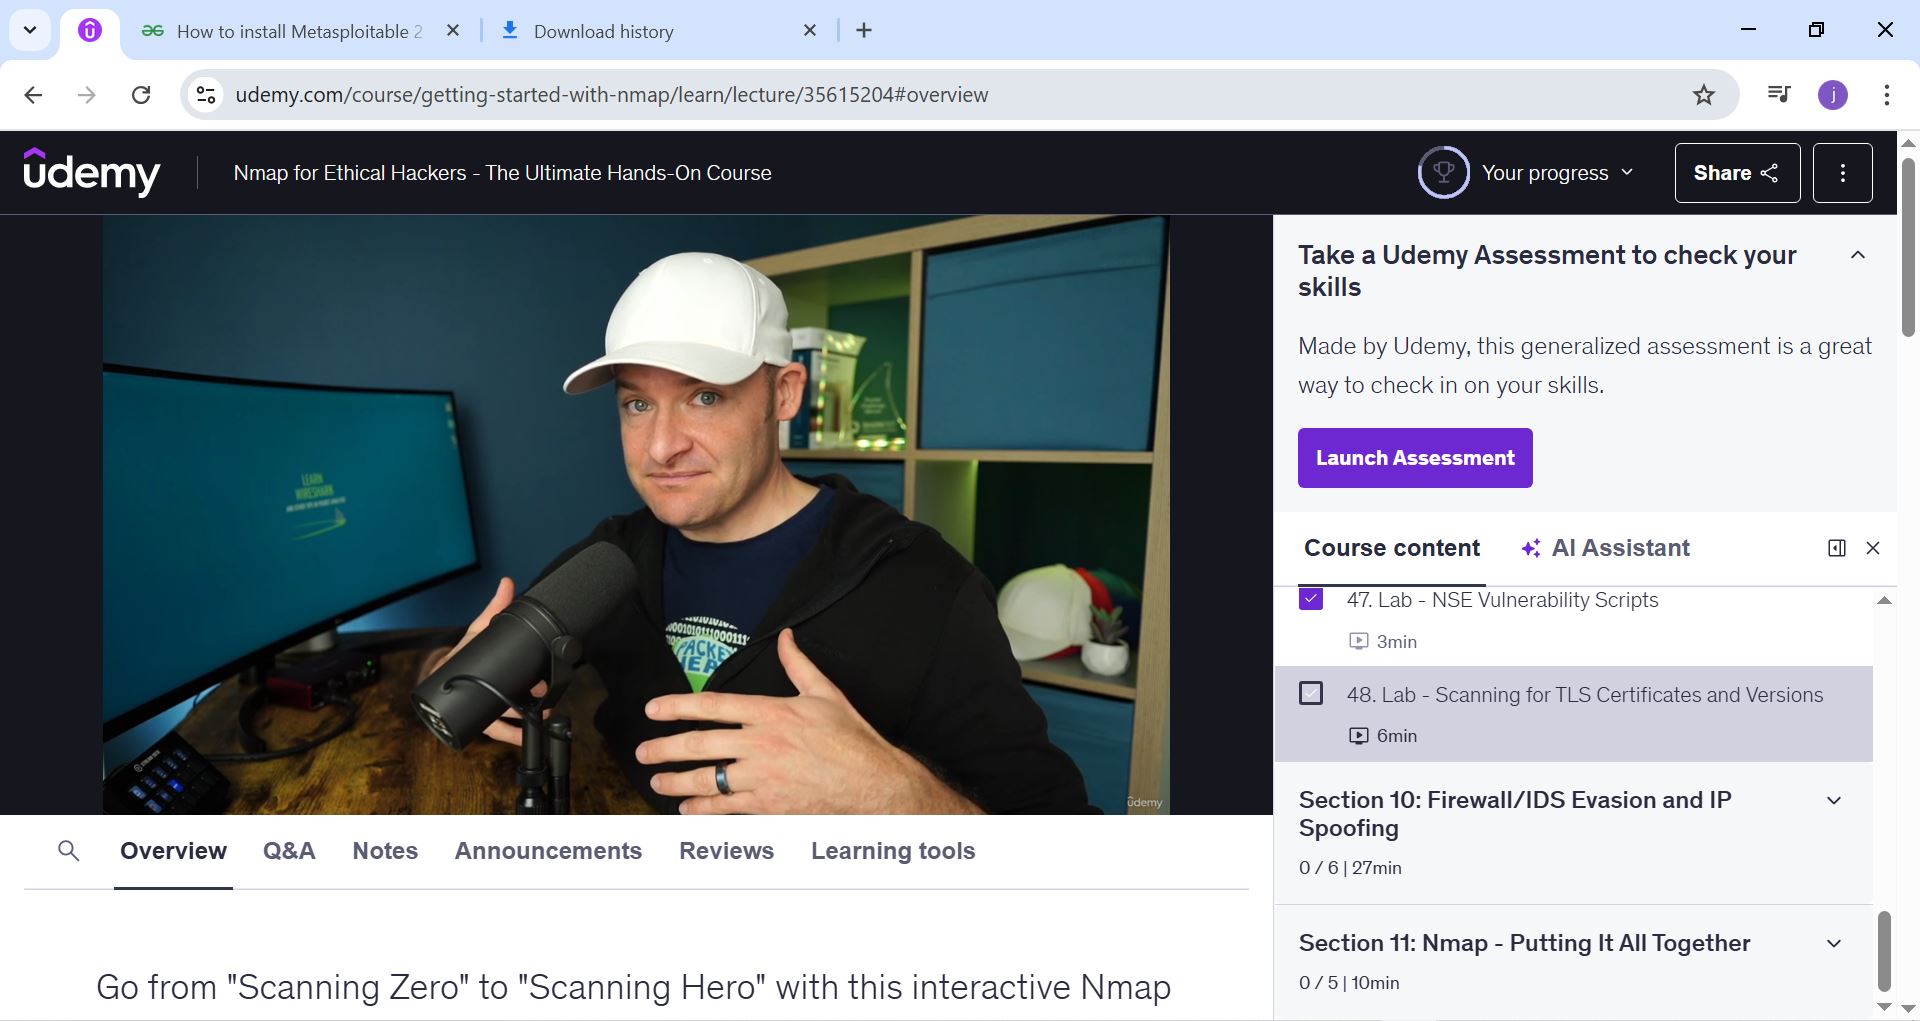 How to install Metasploitable 2
Download history
udemy.com/course/getting-started-with-nmap/learn/lecture/35615204#overview
j
udemy
Nmap for Ethical Hackers - The Ultimate Hands-On Course
Your progress
Share
LEARN
WIRESHARK
udemy
Take a Udemy Assessment to check your
skills
Made by Udemy, this generalized assessment is a great
way to check in on your skills.
Launch Assessment
Course content
AI Assistant
47. Lab - NSE Vulnerability Scripts
3min
48. Lab - Scanning for TLS Certificates and Versions
6min
Section 10: Firewall/IDS Evasion and IP
Spoofing
0 / 6 | 27min
Section 11: Nmap - Putting It All Together
0 / 5 | 10min
Overview
Q&A
Notes
Announcements
Reviews
Learning tools
Go from "Scanning Zero" to "Scanning Hero" with this interactive Nmap